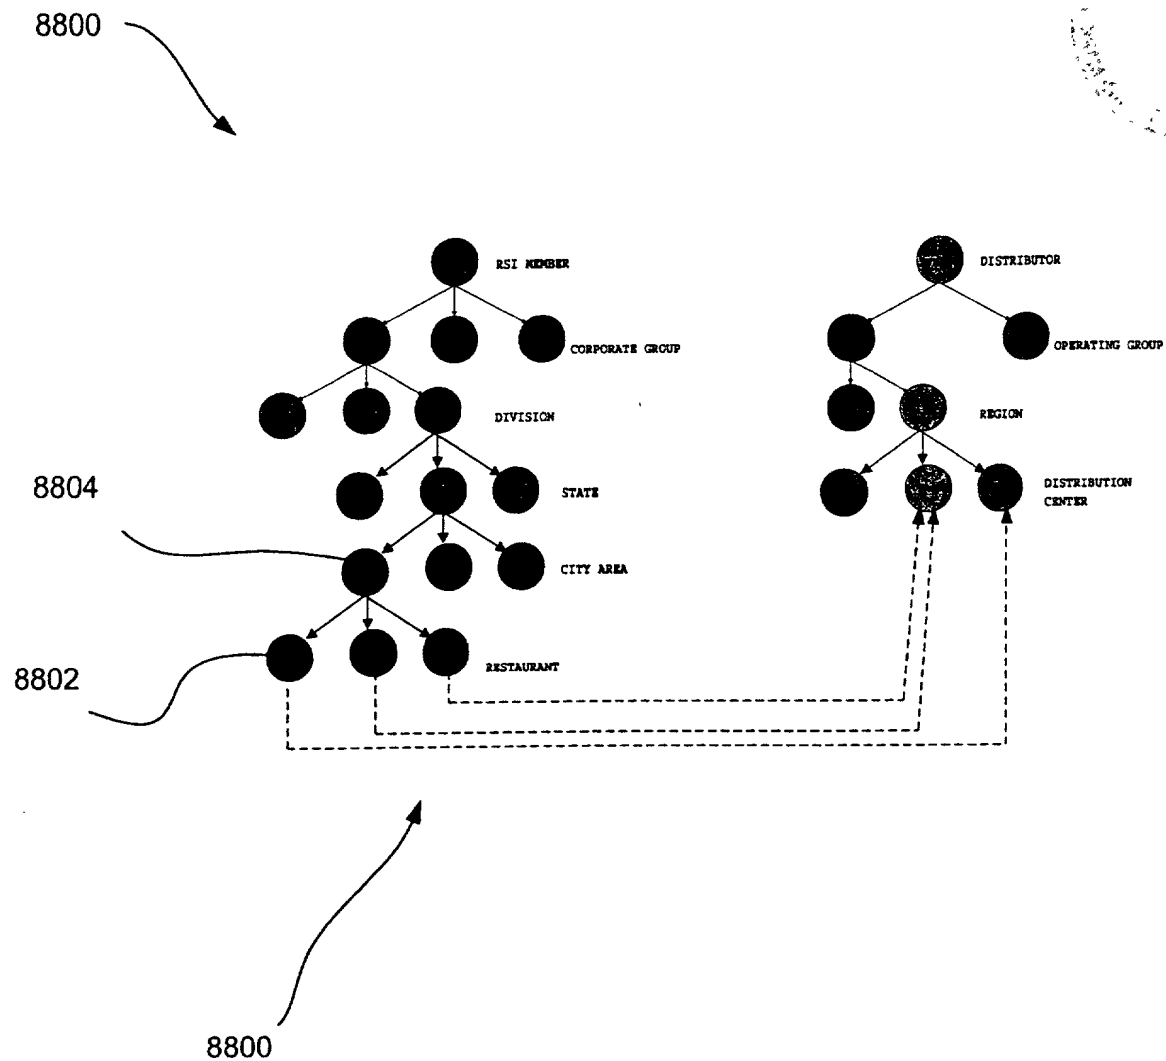 8800
RSI MEMBER
DISTRIBUTOR
CORPORATE GROUP
OPERATING GROUP
DIVISION
REGION
8804
STATE
DISTRIBUTION
CENTER
CITY AREA
8802
RESTAURANT
8800